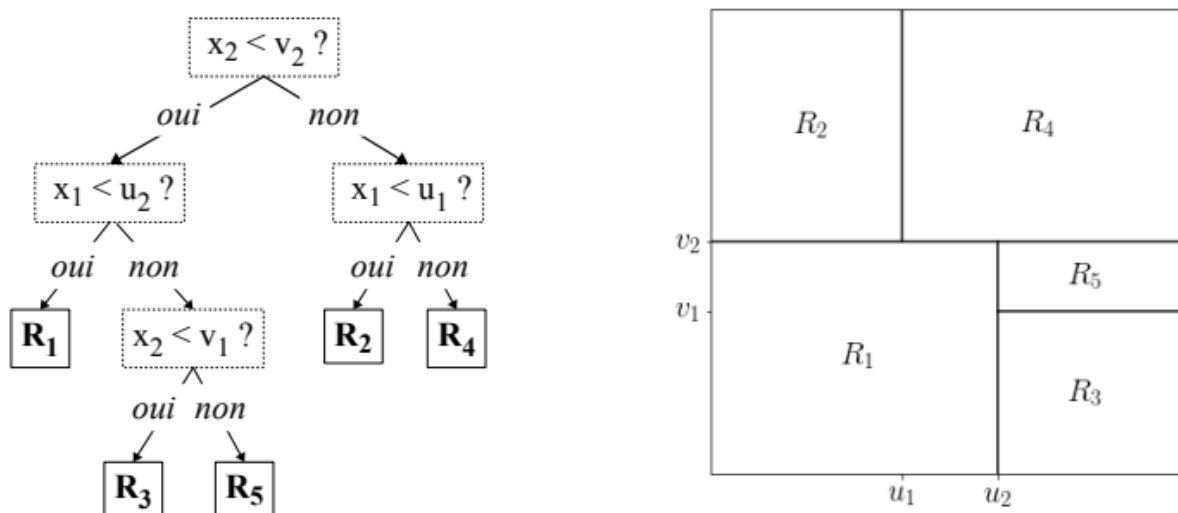 x₂ < v₂ ?
oui non
x₁ < u₂ ? x₁ < u₁ ?
oui non oui non
R₁ x₂ < v₁ ? R₂ R₄
oui non
R₃ R₅
R₂ R₄
v₂
R₅
v₁
R₁
R₃
u₁ u₂